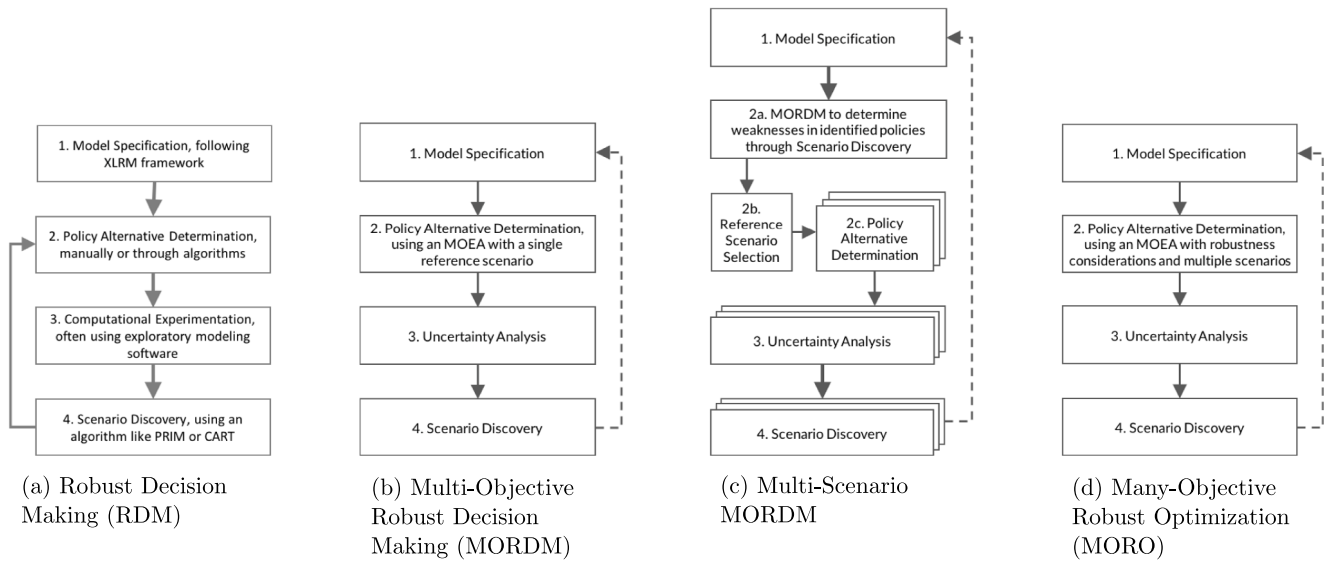 1. Model Specification, following
XLRM framework
2. Policy Alternative Determination,
manually or through algorithms
3. Computational Experimentation,
often using exploratory modeling
software
4. Scenario Discovery, using an
algorithm like PRIM or CART
(a) Robust Decision
Making (RDM)
1. Model Specification
2. Policy Alternative Determination,
using an MOEA with a single
reference scenario
3. Uncertainty Analysis
4. Scenario Discovery
(b) Multi-Objective
Robust Decision
Making (MORDM)
1. Model Specification
2a. MORDM to determine
weaknesses in identified policies
through Scenario Discovery
2b.
Reference
Scenario
Selection
2c. Policy
Alternative
Determination
3. Uncertainty Analysis
4. Scenario Discovery
(c) Multi-Scenario
MORDM
1. Model Specification
2. Policy Alternative Determination,
using an MOEA with robustness
considerations and multiple scenarios
3. Uncertainty Analysis
4. Scenario Discovery
(d) Many-Objective
Robust Optimization
(MORO)